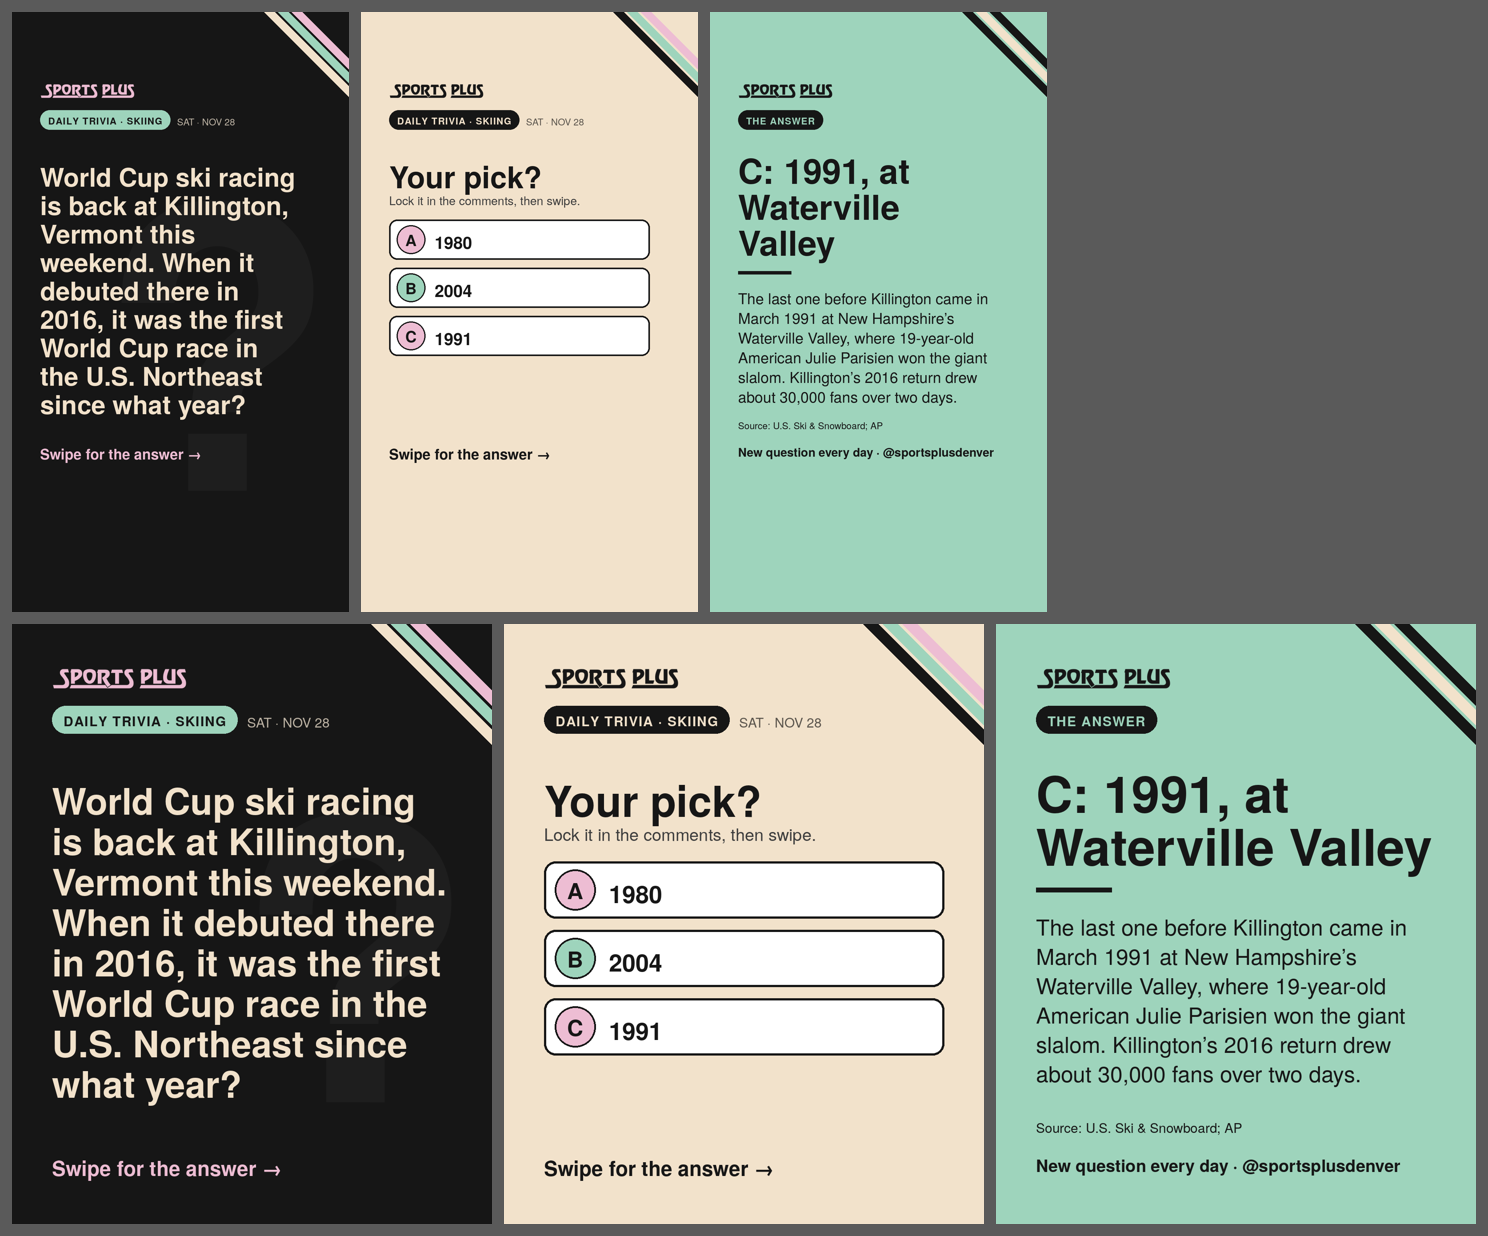 SPORTS PLUS
DAILY TRIVIA · SKIING SAT · NOV 28
World Cup ski racing
is back at Killington,
Vermont this
weekend. When it
debuted there in
2016, it was the first
World Cup race in
the U.S. Northeast
since what year?
Swipe for the answer →
SPORTS PLUS
DAILY TRIVIA · SKIING SAT · NOV 28
Your pick?
Lock it in the comments, then swipe.
A 1980
B 2004
C 1991
Swipe for the answer →
SPORTS PLUS
THE ANSWER
C: 1991, at
Waterville
Valley
The last one before Killington came in
March 1991 at New Hampshire’s
Waterville Valley, where 19-year-old
American Julie Parisien won the giant
slalom. Killington’s 2016 return drew
about 30,000 fans over two days.
Source: U.S. Ski & Snowboard; AP
New question every day · @sportsplusdenver
SPORTS PLUS
DAILY TRIVIA · SKIING SAT · NOV 28
World Cup ski racing
is back at Killington,
Vermont this weekend.
When it debuted there
in 2016, it was the first
World Cup race in the
U.S. Northeast since
what year?
Swipe for the answer →
SPORTS PLUS
DAILY TRIVIA · SKIING SAT · NOV 28
Your pick?
Lock it in the comments, then swipe.
A 1980
B 2004
C 1991
Swipe for the answer →
SPORTS PLUS
THE ANSWER
C: 1991, at
Waterville Valley
The last one before Killington came in
March 1991 at New Hampshire’s
Waterville Valley, where 19-year-old
American Julie Parisien won the giant
slalom. Killington’s 2016 return drew
about 30,000 fans over two days.
Source: U.S. Ski & Snowboard; AP
New question every day · @sportsplusdenver